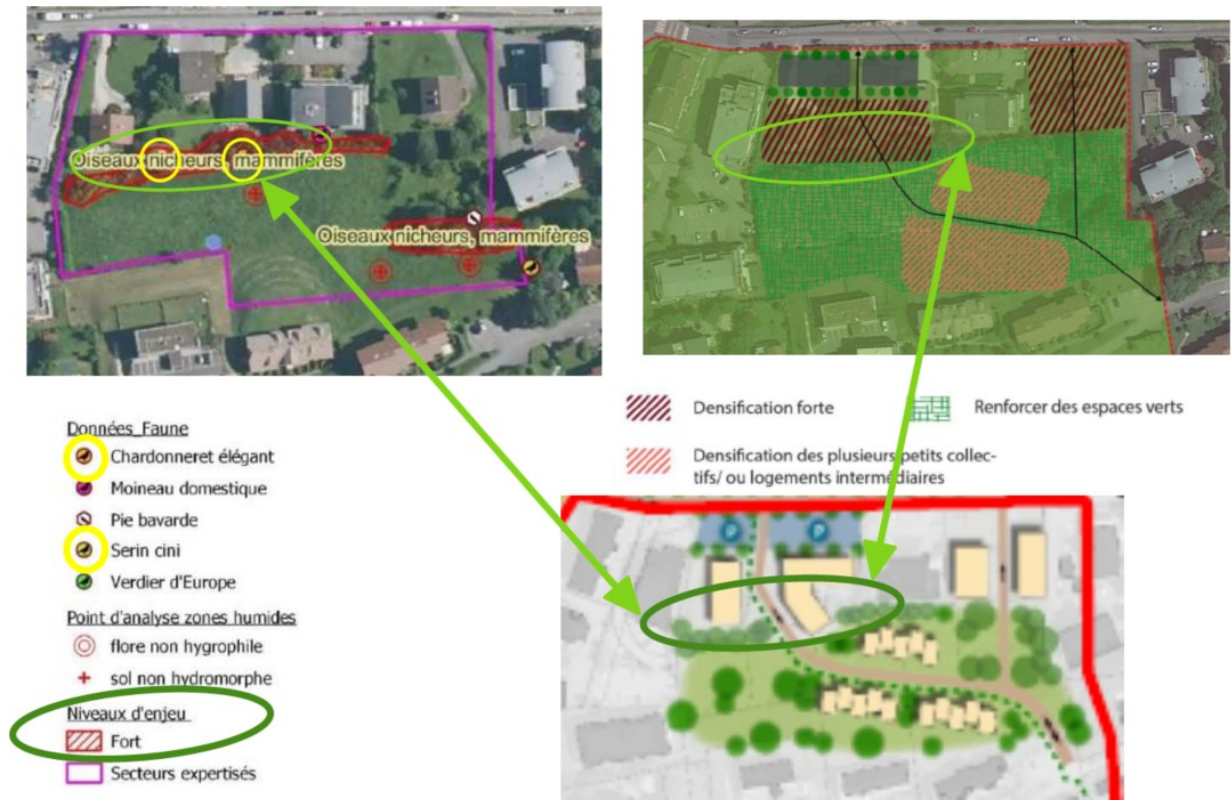 Oiseaux nicheurs, mammifères
Oiseaux nicheurs, mammifères
Données_Faune
Chardonneret élégant
Moineau domestique
Pie bavarde
Serin cini
Verdier d'Europe
Point d'analyse zones humides
flore non hygrophile
sol non hydromorphe
Niveaux d'enjeu
Fort
Secteurs expertisés
Densification forte
Renforcer des espaces verts
Densification des plusieurs petits collec-
tifs/ ou logements intermédiaires
P
P